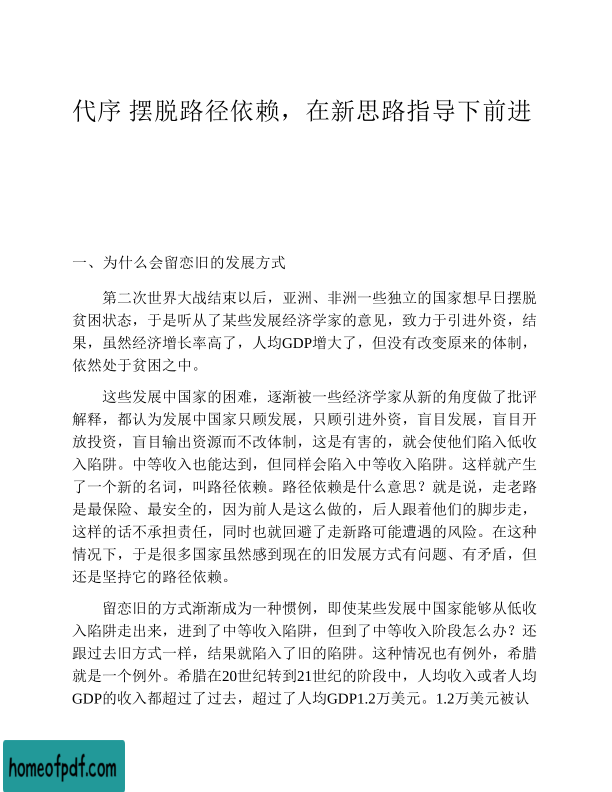 代序 摆脱路径依赖，在新思路指导下前进
一、为什么会留恋旧的发展方式
第二次世界大战结束以后，亚洲、非洲一些独立的国家想早日摆脱
贫困状态，于是听从了某些发展经济学家的意见，致力于引进外资，结
果，虽然经济增长率高了，人均GDP增大了，但没有改变原来的体制，
依然处于贫困之中。
这些发展中国家的困难，逐渐被一些经济学家从新的角度做了批评
解释，都认为发展中国家只顾发展，只顾引进外资，盲目发展，盲目开
放投资，盲目输出资源而不改体制，这是有害的，就会使他们陷入低收
入陷阱。中等收入也能达到，但同样会陷入中等收入陷阱。这样就产生
了一个新的名词，叫路径依赖。路径依赖是什么意思？就是说，走老路
是最保险、最安全的，因为前人是这么做的，后人跟着他们的脚步走，
这样的话不承担责任，同时也就回避了走新路可能遭遇的风险。在这种
情况下，于是很多国家虽然感到现在的旧发展方式有问题、有矛盾，但
还是坚持它的路径依赖。
留恋旧的方式渐渐成为一种惯例，即使某些发展中国家能够从低收
入陷阱走出来，进到了中等收入陷阱，但到了中等收入阶段怎么办？还
跟过去旧方式一样，结果就陷入了旧的陷阱。这种情况也有例外，希腊
就是一个例外。希腊在20世纪转到21世纪的阶段中，人均收入或者人均
GDP的收入都超过了过去，超过了人均GDP1.2万美元。1.2万美元被认
homeofpdf.com